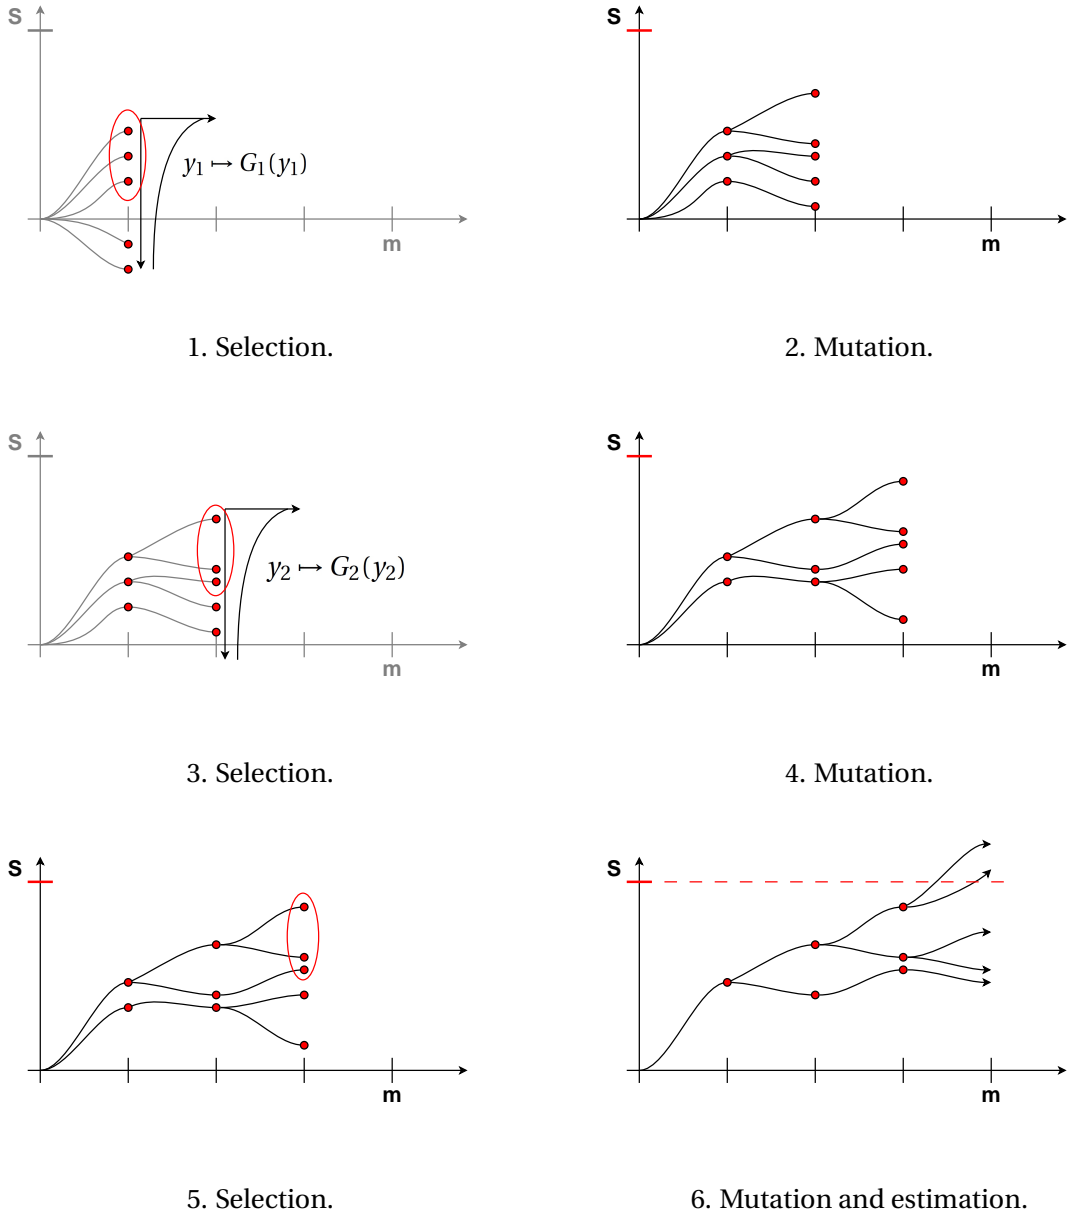 S
S
y₁ ↦ G₁(y₁)
m
m
1. Selection.
2. Mutation.
S
S
y₂ ↦ G₂(y₂)
m
m
3. Selection.
4. Mutation.
S
S
m
m
5. Selection.
6. Mutation and estimation.